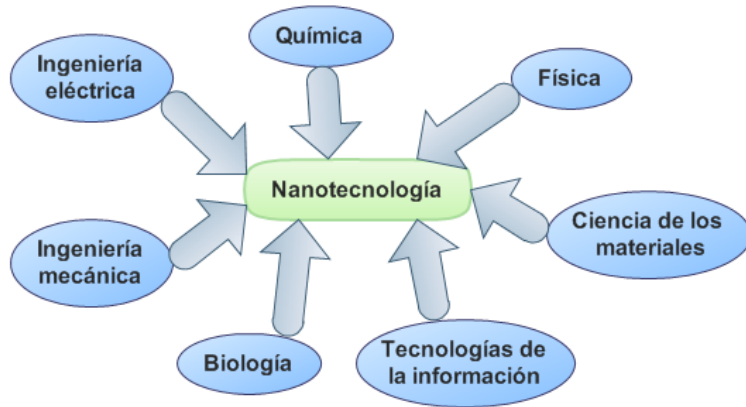 Química
Ingeniería
eléctrica
Física
Nanotecnología
Ciencia de los
materiales
Ingeniería
mecánica
Biología
Tecnologías de
la información